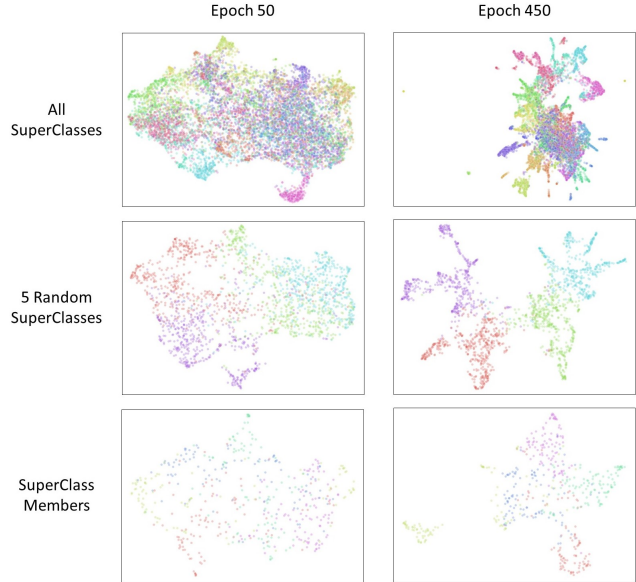 Epoch 50
Epoch 450
All
SuperClasses
5 Random
SuperClasses
SuperClass
Members